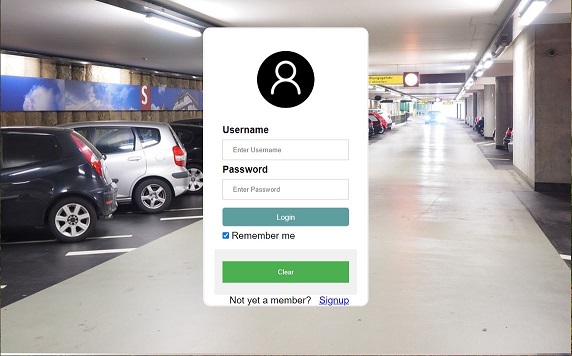 S
Username
Enter Username
Password
Enter Password
Login
Remember me
Clear
Not yet a member? Signup